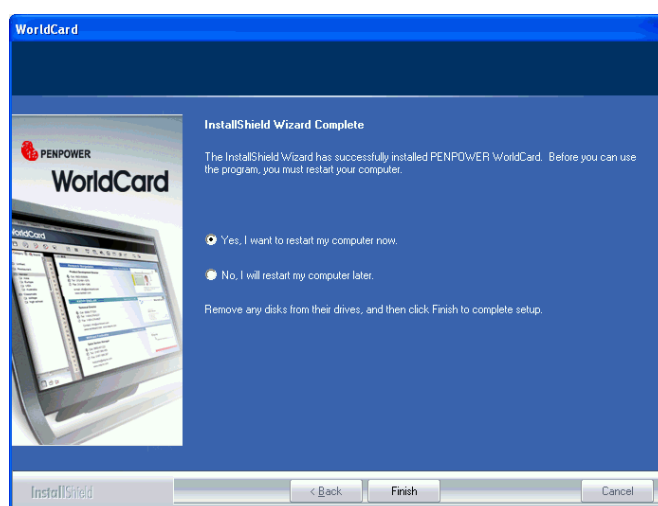 WorldCard
InstallShield Wizard Complete
PENPOWER
The InstallShield Wizard has successfully installed PENPOWER WorldCard. Before you can use
the program, you must restart your computer.
WorldCard
WorldCard
Yes, I want to restart my computer now.
No, I will restart my computer later.
Remove any disks from their drives, and then click Finish to complete setup.
InstallShield
< Back
Finish
Cancel